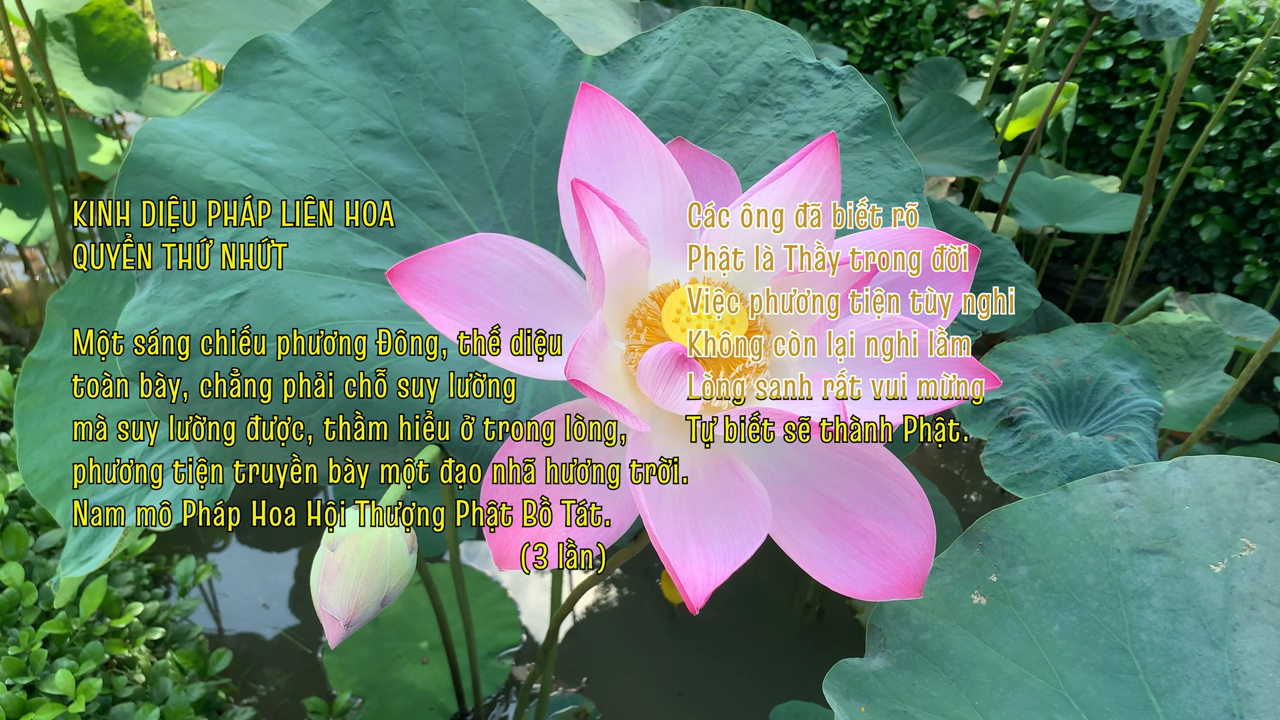 KINH DIỆU PHÁP LIÊN HOA
QUYỂN THỨ NHỨT
Một sáng chiếu phương Đông, thế diệu
toàn bày, chẳng phải chỗ suy lường
mà suy lường được, thầm hiểu ở trong lòng,
phương tiện truyền bày một đạo nhã hương trời.
Nam mô Pháp Hoa Hội Thượng Phật Bồ Tát.
(3 lần)
Các ông đã biết rõ
Phật là Thầy trong đời
Việc phương tiện tùy nghi
Không còn lại nghi lầm
Lòng sanh rất vui mừng
Tự biết sẽ thành Phật.